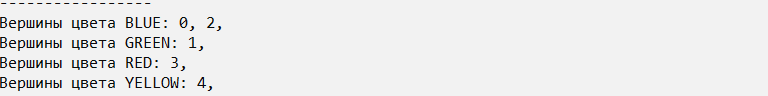 -----------------
Вершины цвета BLUE: 0, 2,
Вершины цвета GREEN: 1,
Вершины цвета RED: 3,
Вершины цвета YELLOW: 4,